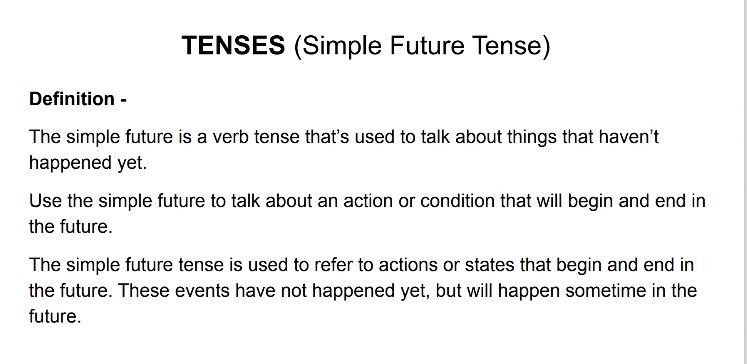 TENSES (Simple Future Tense)
Definition -
The simple future is a verb tense that’s used to talk about things that haven’t
happened yet.
Use the simple future to talk about an action or condition that will begin and end in
the future.
The simple future tense is used to refer to actions or states that begin and end in
the future. These events have not happened yet, but will happen sometime in the
future.